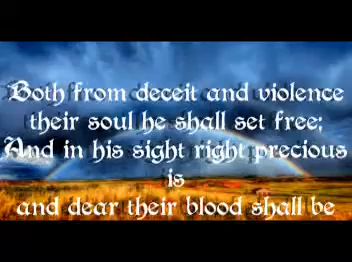 Both from deceit and violence
their soul he shall set free;
And in his sight right precious
is
and dear their blood shall be